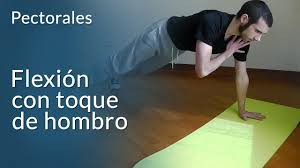 Pectorales
Flexión
con toque
de hombro